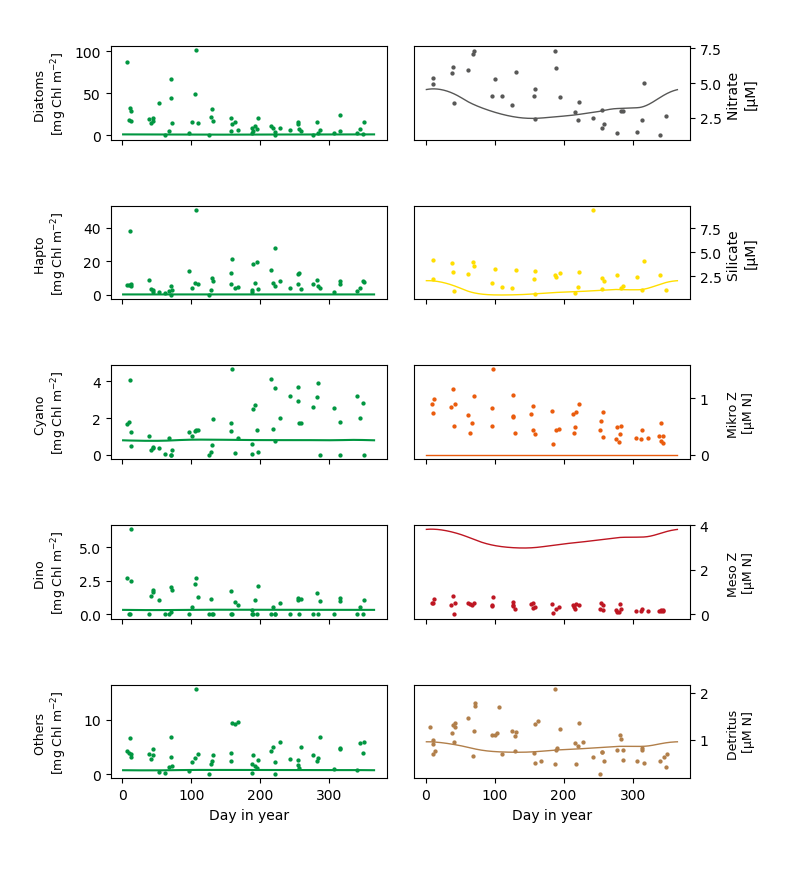 Diatoms
[mg Chl m⁻²]
100
50
0
7.5
5.0
2.5
Nitrate
[µM]
Hapto
[mg Chl m⁻²]
40
20
0
7.5
5.0
2.5
Silicate
[µM]
Cyano
[mg Chl m⁻²]
4
2
0
1
0
Mikro Z
[µM N]
Dino
[mg Chl m⁻²]
5.0
2.5
0.0
4
2
0
Meso Z
[µM N]
Others
[mg Chl m⁻²]
10
0
2
1
Detritus
[µM N]
0 100 200 300
0 100 200 300
Day in year
Day in year